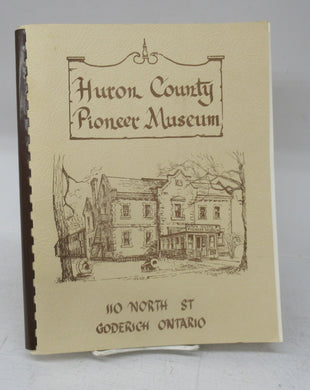 Huron County
Pioneer Museum
110 NORTH ST
GODERICH ONTARIO